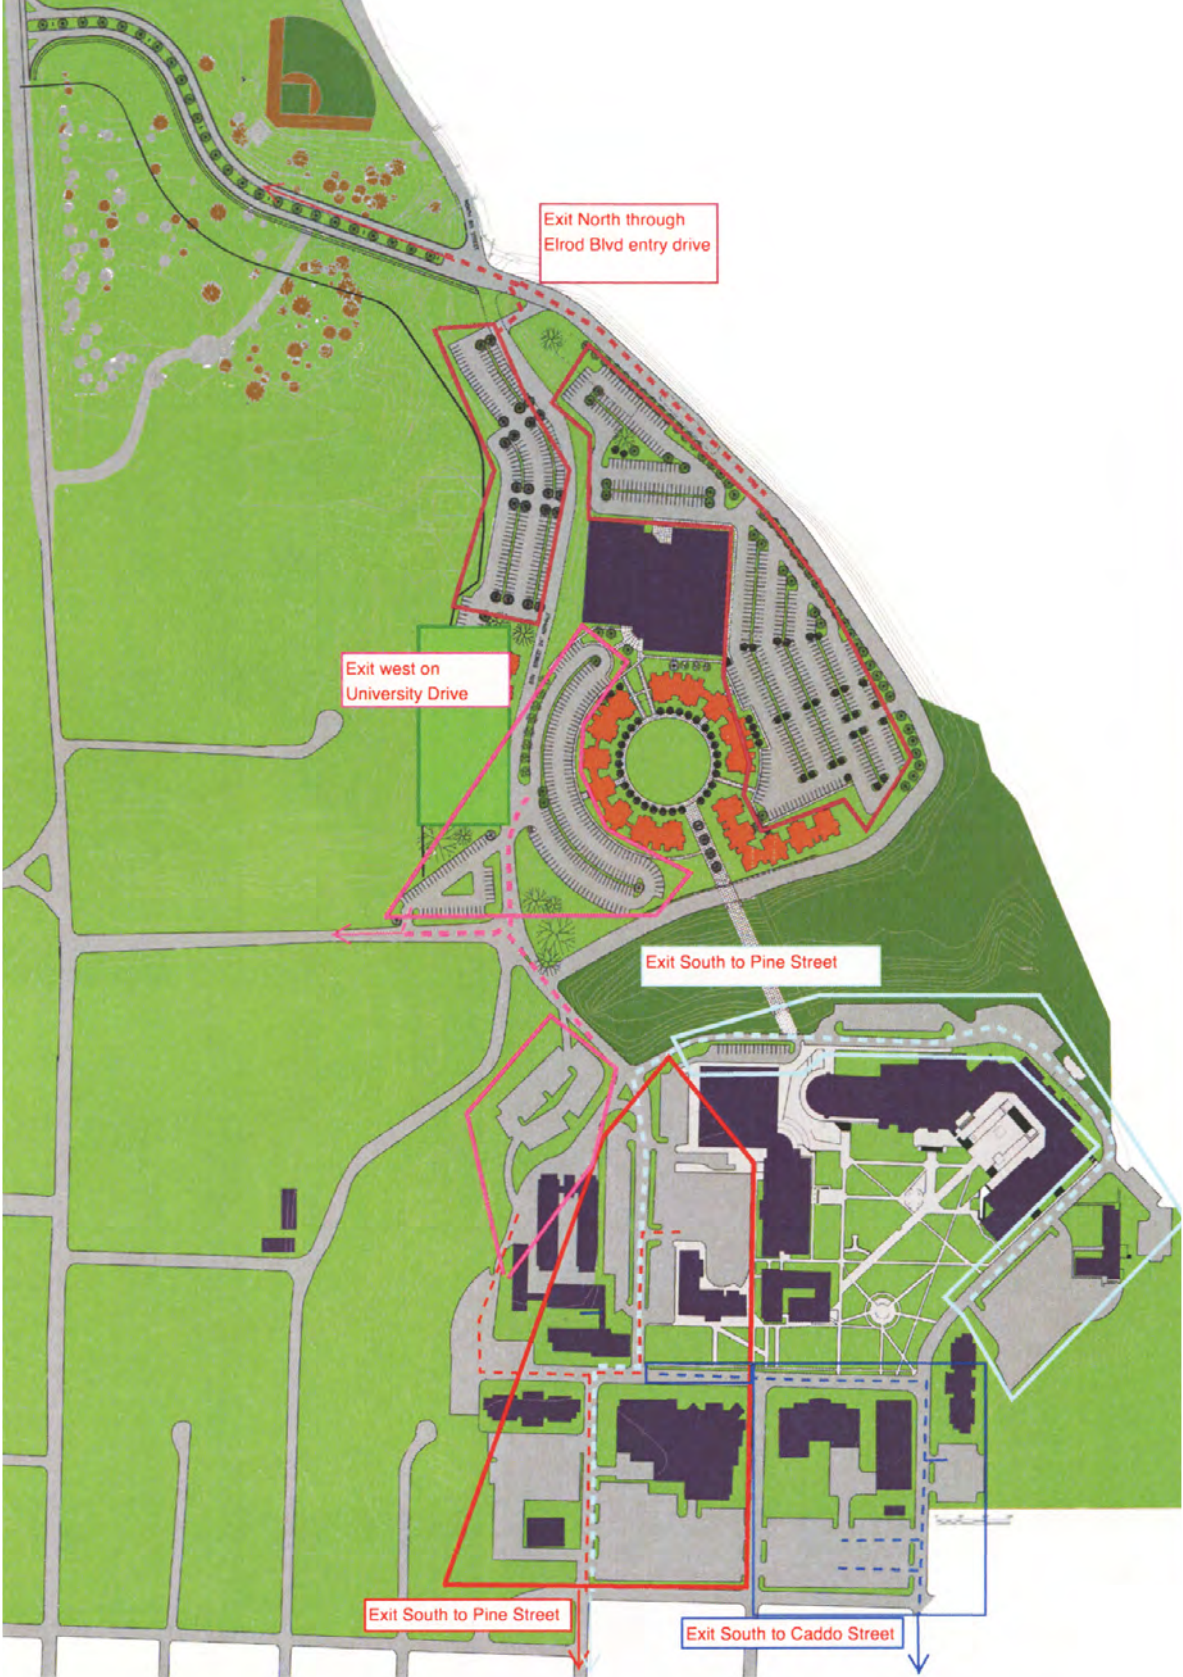 Exit North through
Elrod Blvd entry drive
Exit west on
University Drive
Exit South to Pine Street
Exit South to Pine Street
Exit South to Caddo Street